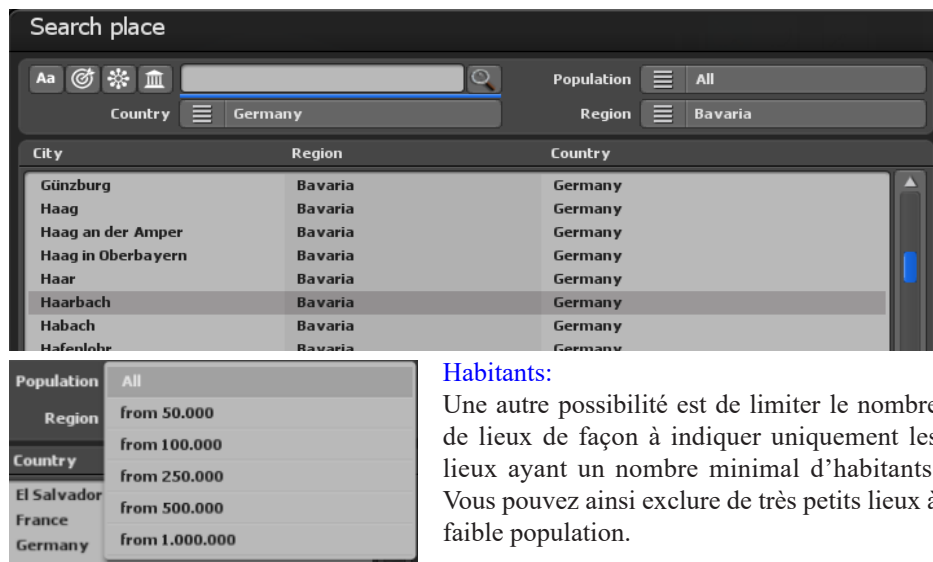 Search place
Aa Population All
Country Germany Region Bavaria
City Region Country
Günzburg Bavaria Germany
Haag Bavaria Germany
Haag an der Amper Bavaria Germany
Haag in Oberbayern Bavaria Germany
Haar Bavaria Germany
Haarbach Bavaria Germany
Habach Bavaria Germany
Hafenlohr Bavaria Germany
Population All
Region from 50.000
from 100.000
Country from 250.000
El Salvador from 500.000
France
Germany from 1.000.000
Habitants:
Une autre possibilité est de limiter le nombre
de lieux de façon à indiquer uniquement les
lieux ayant un nombre minimal d’habitants
Vous pouvez ainsi exclure de très petits lieux à
faible population.